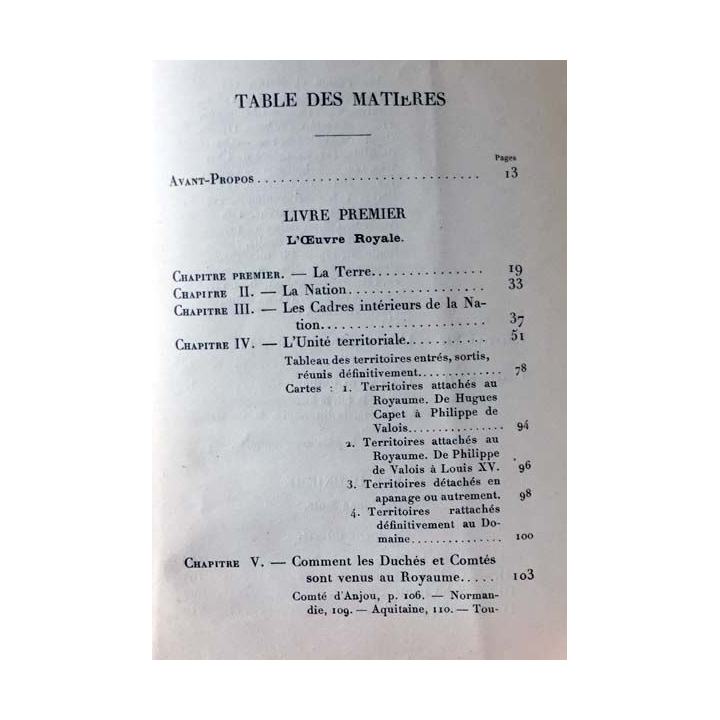 TABLE DES MATIERES
Pages
AVANT-PROPOS.............................. 13
LIVRE PREMIER
L'Œuvre Royale.
CHAPITRE PREMIER. — La Terre............... 19
CHAPITRE II. — La Nation.................. 33
CHAPITRE III. — Les Cadres intérieurs de la Na-
tion...................... 37
CHAPITRE IV. — L'Unité territoriale........... 51
Tableau des territoires entrés, sortis,
réunis définitivement............ 78
Cartes : 1. Territoires attachés au
Royaume. De Hugues
Capet à Philippe de
Valois............... 94
2. Territoires attachés au
Royaume. De Philippe
de Valois à Louis XV. 96
3. Territoires détachés en
apanage ou autrement. 98
4. Territoires rattachés
définitivement au Do-
maine.............. 100
CHAPITRE V. — Comment les Duchés et Comtés
sont venus au Royaume..... 103
Comté d'Anjou, p. 106. — Norman-
die, 109. — Aquitaine, 110. — Tou-